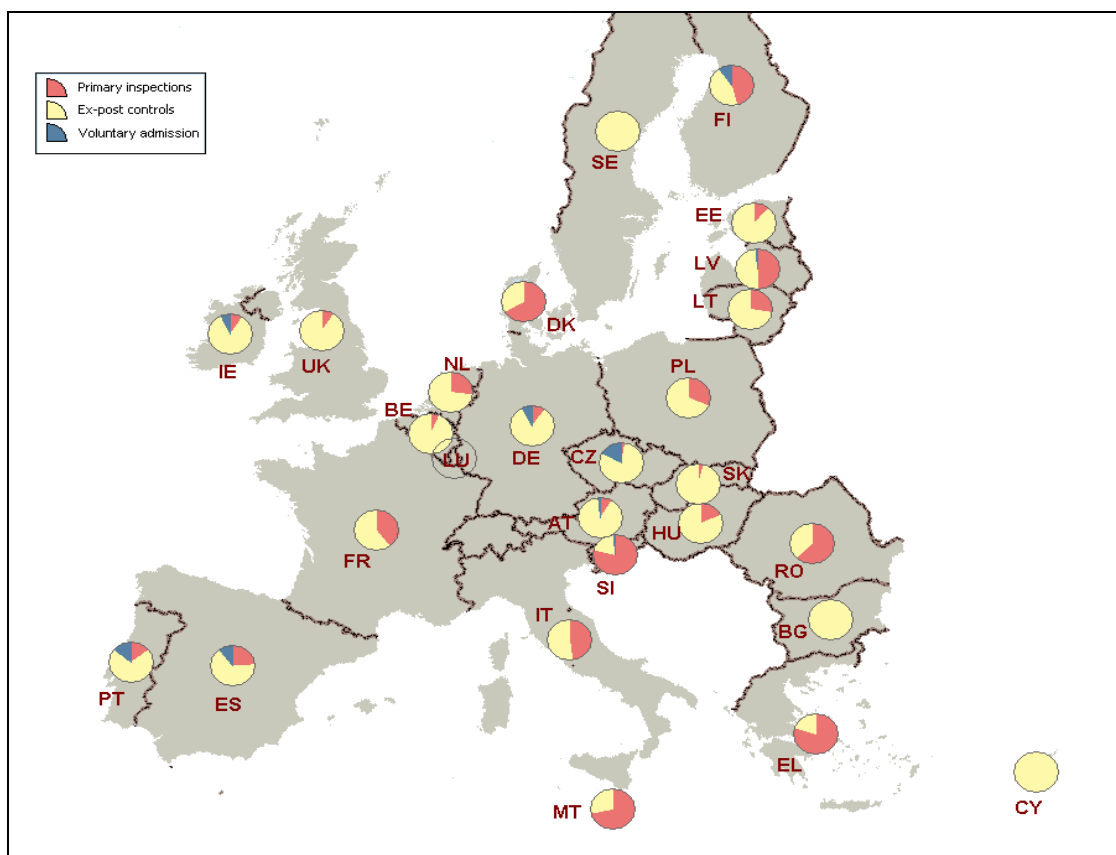 Primary inspections
Ex-post controls
Voluntary admission
FI
SE
EE
LV
LT
DK
IE
UK
NL
PL
BE
LU
DE
CZ
SK
AT
HU
FR
SI
RO
IT
BG
PT
ES
EL
MT
CY